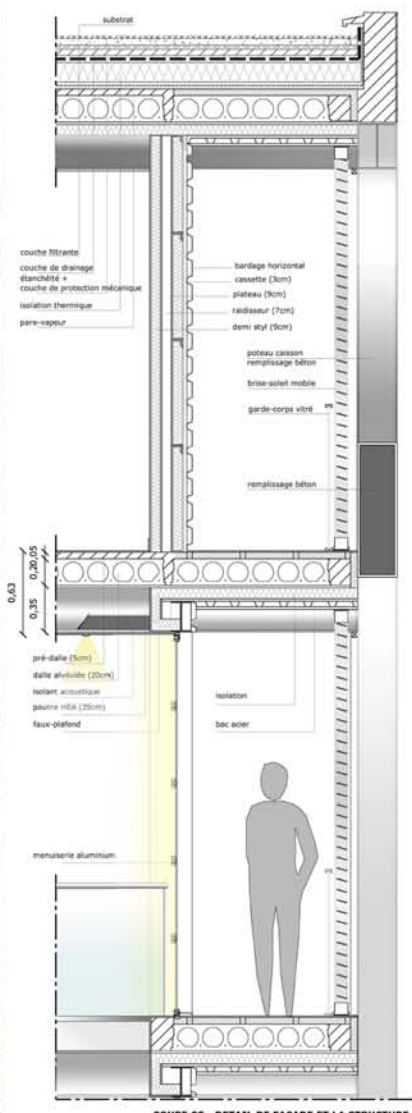 substrat
couche filtrante
couche de drainage
étanchéité +
couche de protection mécanique
isolation thermique
pare-vapeur
bardage horizontal
cassette (3cm)
plateau (9cm)
raidisseur (7cm)
demi styl (9cm)
poteau caisson
remplissage béton
brise-soleil mobile
garde-corps vitré
remplissage béton
0,63
0,20
0,05
0,35
pré-dalle (5cm)
dalle alvéolée (20cm)
isolant acoustique
poutre HEA (35cm)
faux-plafond
isolation
bac acier
menuiserie aluminium